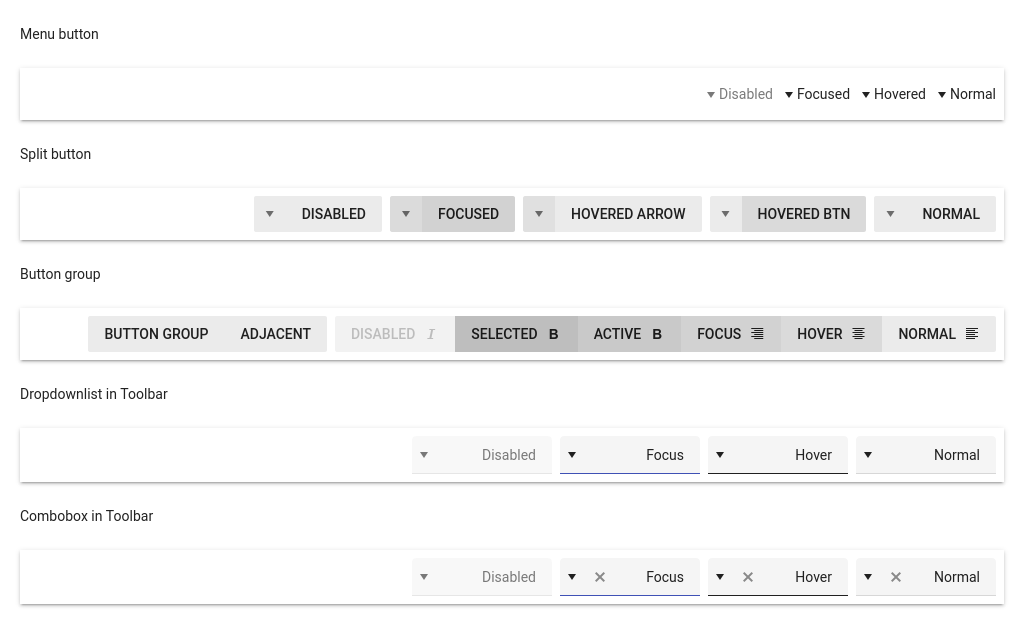 Menu button
Disabled Focused Hovered Normal
Split button
DISABLED FOCUSED HOVERED ARROW HOVERED BTN NORMAL
Button group
BUTTON GROUP ADJACENT DISABLED I SELECTED B ACTIVE B FOCUS HOVER NORMAL
Dropdownlist in Toolbar
Disabled Focus Hover Normal
Combobox in Toolbar
Disabled Focus Hover Normal